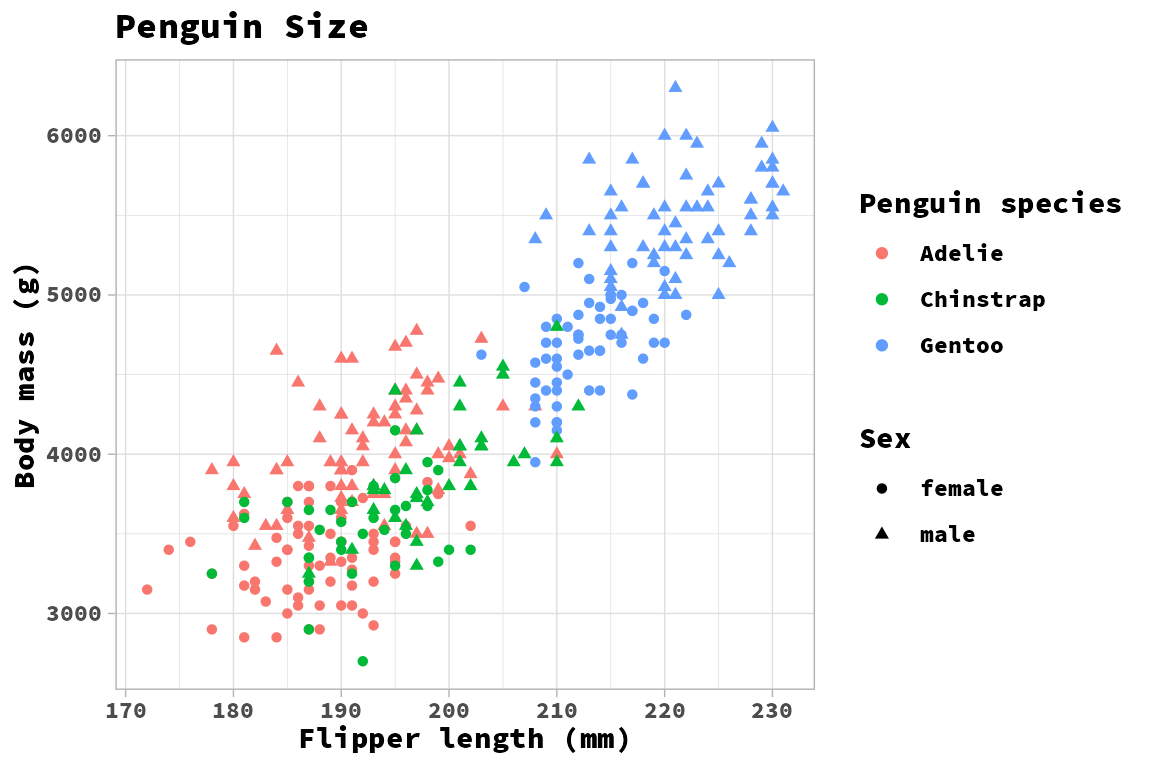 Penguin Size
Body mass (g)
6000
5000
4000
3000
170 180 190 200 210 220 230
Flipper length (mm)
Penguin species
Adelie
Chinstrap
Gentoo
Sex
female
male